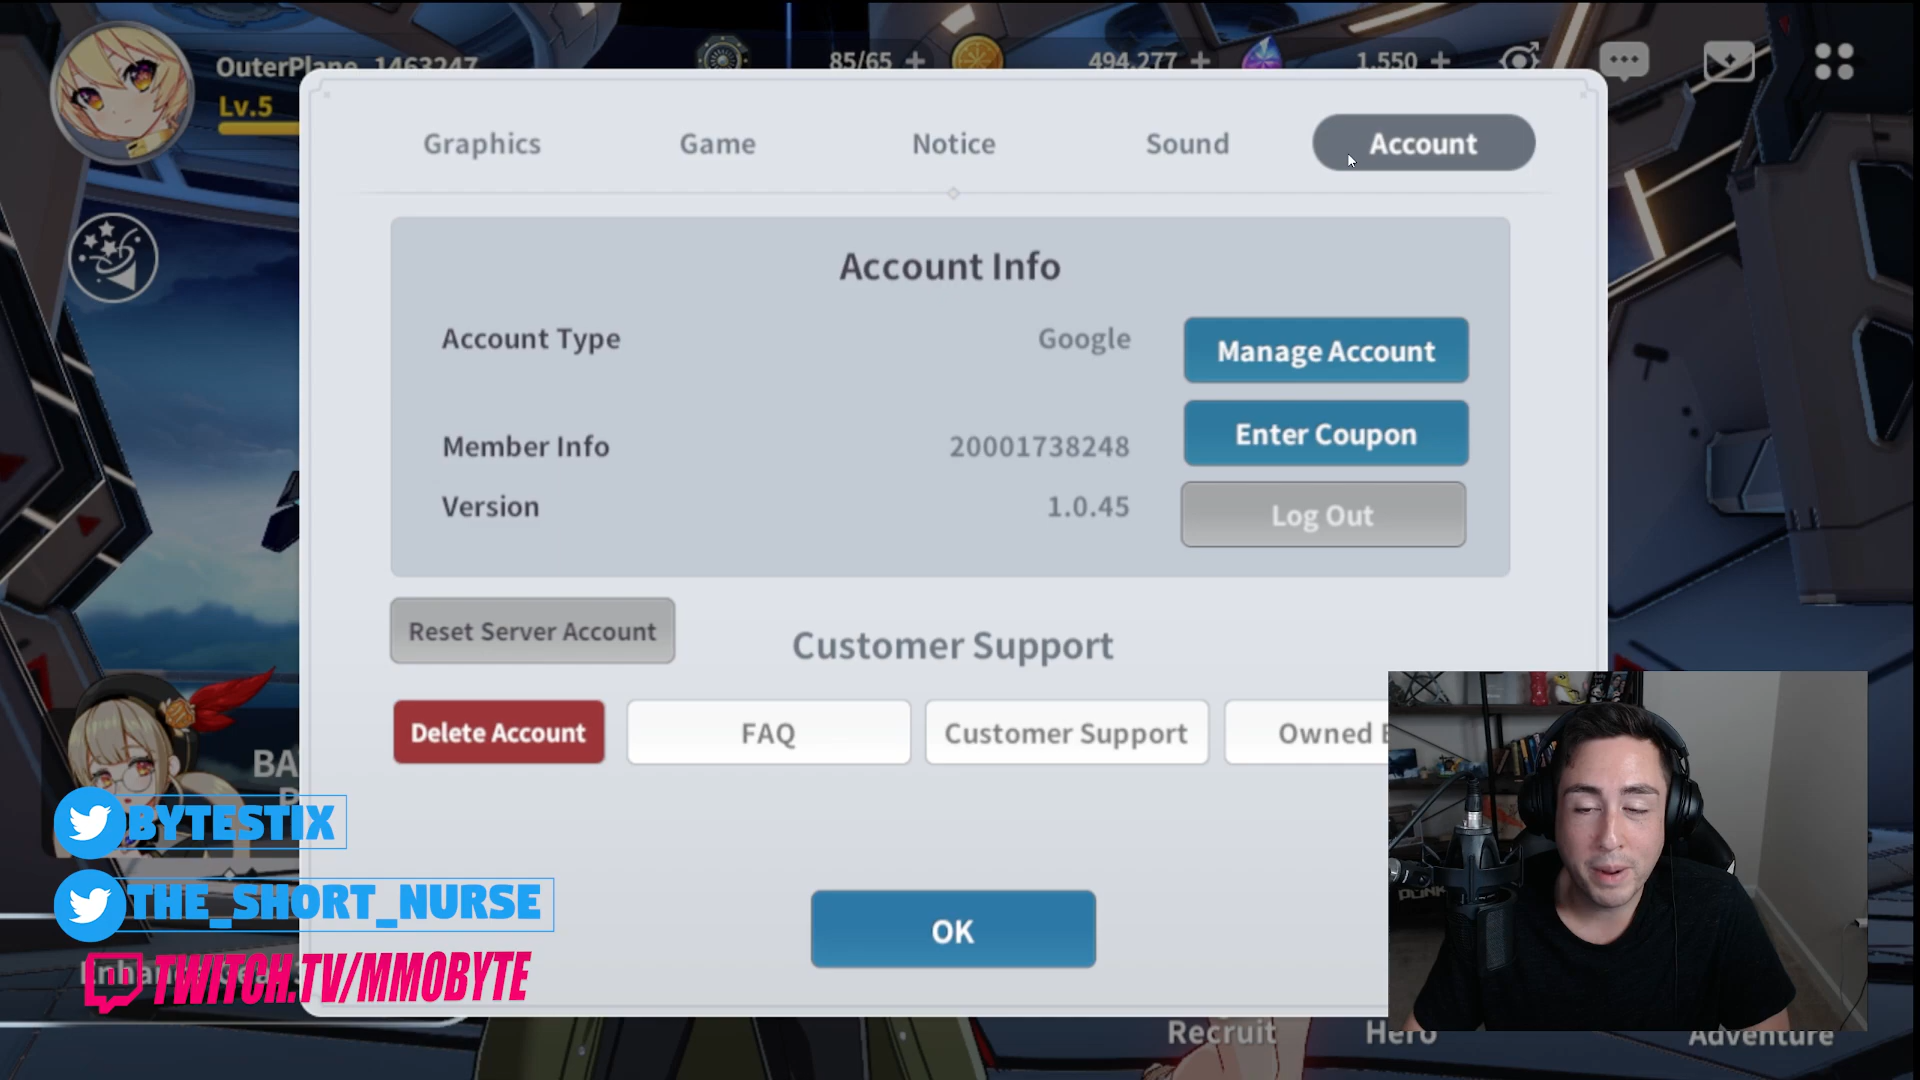 OuterPlane_1463247
Lv.5
85/65
494,277
1,550
Graphics
Game
Notice
Sound
Account
Account Info
Account Type
Google
Manage Account
Member Info
20001738248
Enter Coupon
Version
1.0.45
Log Out
Reset Server Account
Customer Support
Delete Account
FAQ
Customer Support
Owned
BA
BYTESTIX
THE_SHORT_NURSE
TWITCH.TV/MMOBYTE
OK
Recruit
Hero
Adventure